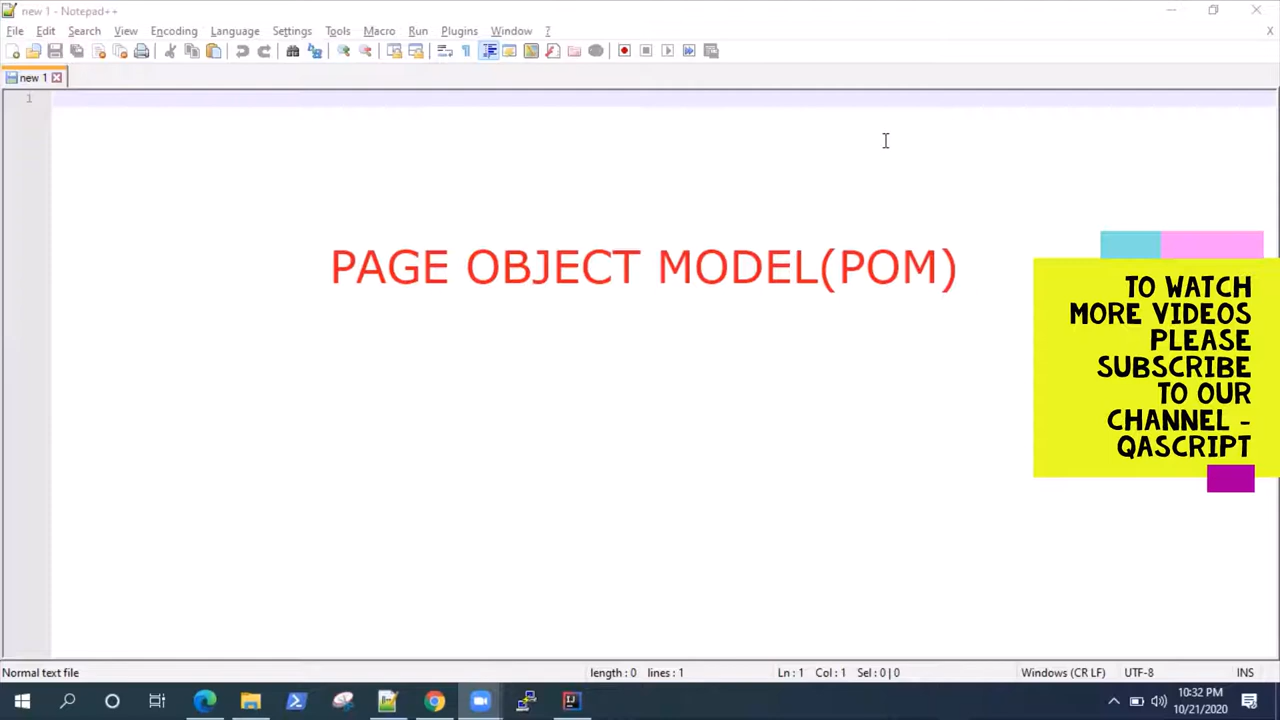 new 1 - Notepad++
File Edit Search View Encoding Language Settings Tools Macro Run Plugins Window ? X
new 1
1
PAGE OBJECT MODEL(POM)
TO WATCH
MORE VIDEOS
PLEASE
SUBSCRIBE
TO OUR
CHANNEL -
QASCRIPT
Normal text file length : 0 lines : 1 Ln : 1 Col : 1 Sel : 0 | 0 Windows (CR LF) UTF-8 INS
10:32 PM
10/21/2020